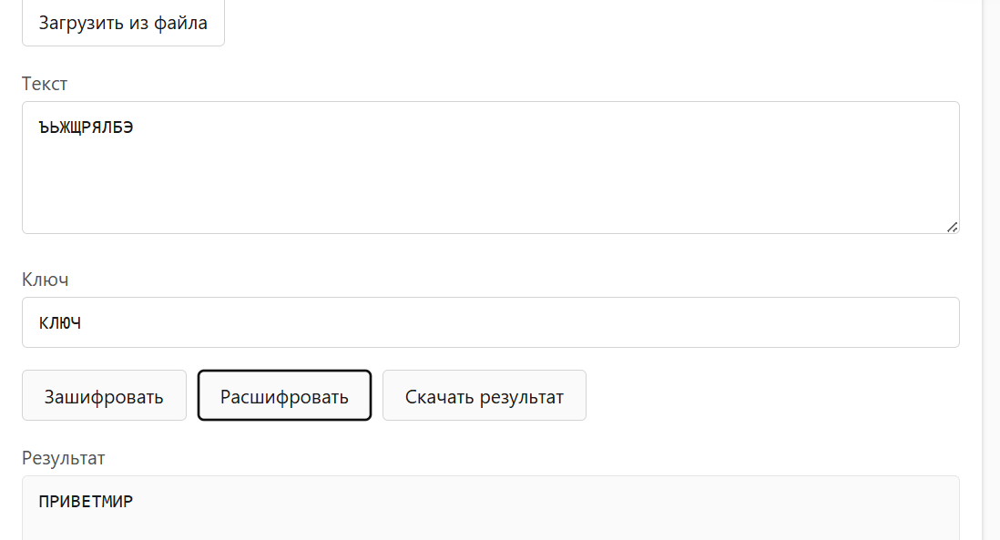 Загрузить из файла
Текст
ЪЬЖЩРЯЛБЭ
Ключ
КЛЮЧ
Зашифровать
Расшифровать
Скачать результат
Результат
ПРИВЕТМИР